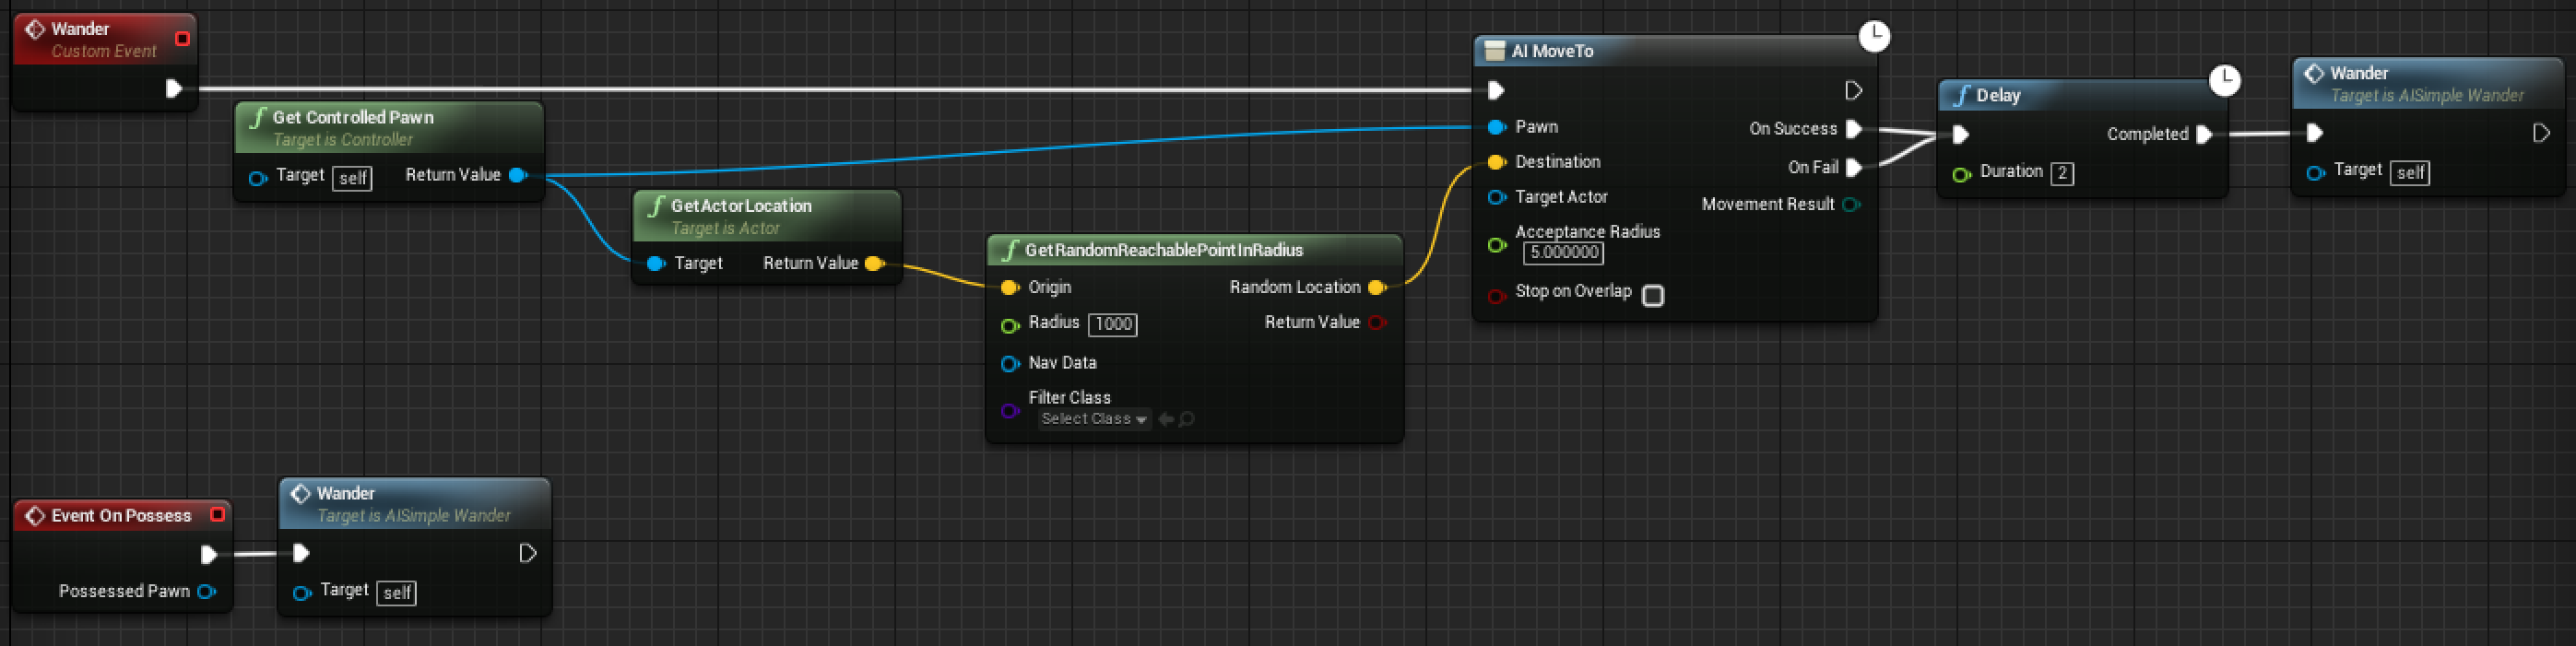 Wander
Custom Event
Get Controlled Pawn
Target is Controller
Target self Return Value
GetActorLocation
Target is Actor
Target Return Value
GetRandomReachablePointInRadius
Origin Random Location
Radius 1000 Return Value
Nav Data
Filter Class
Select Class
AI MoveTo
Pawn On Success
Destination On Fail
Target Actor Movement Result
Acceptance Radius
5.000000
Stop on Overlap
Delay
Completed
Duration 2
Wander
Target is AISimple Wander
Target self
Event On Possess
Possessed Pawn
Wander
Target is AISimple Wander
Target self